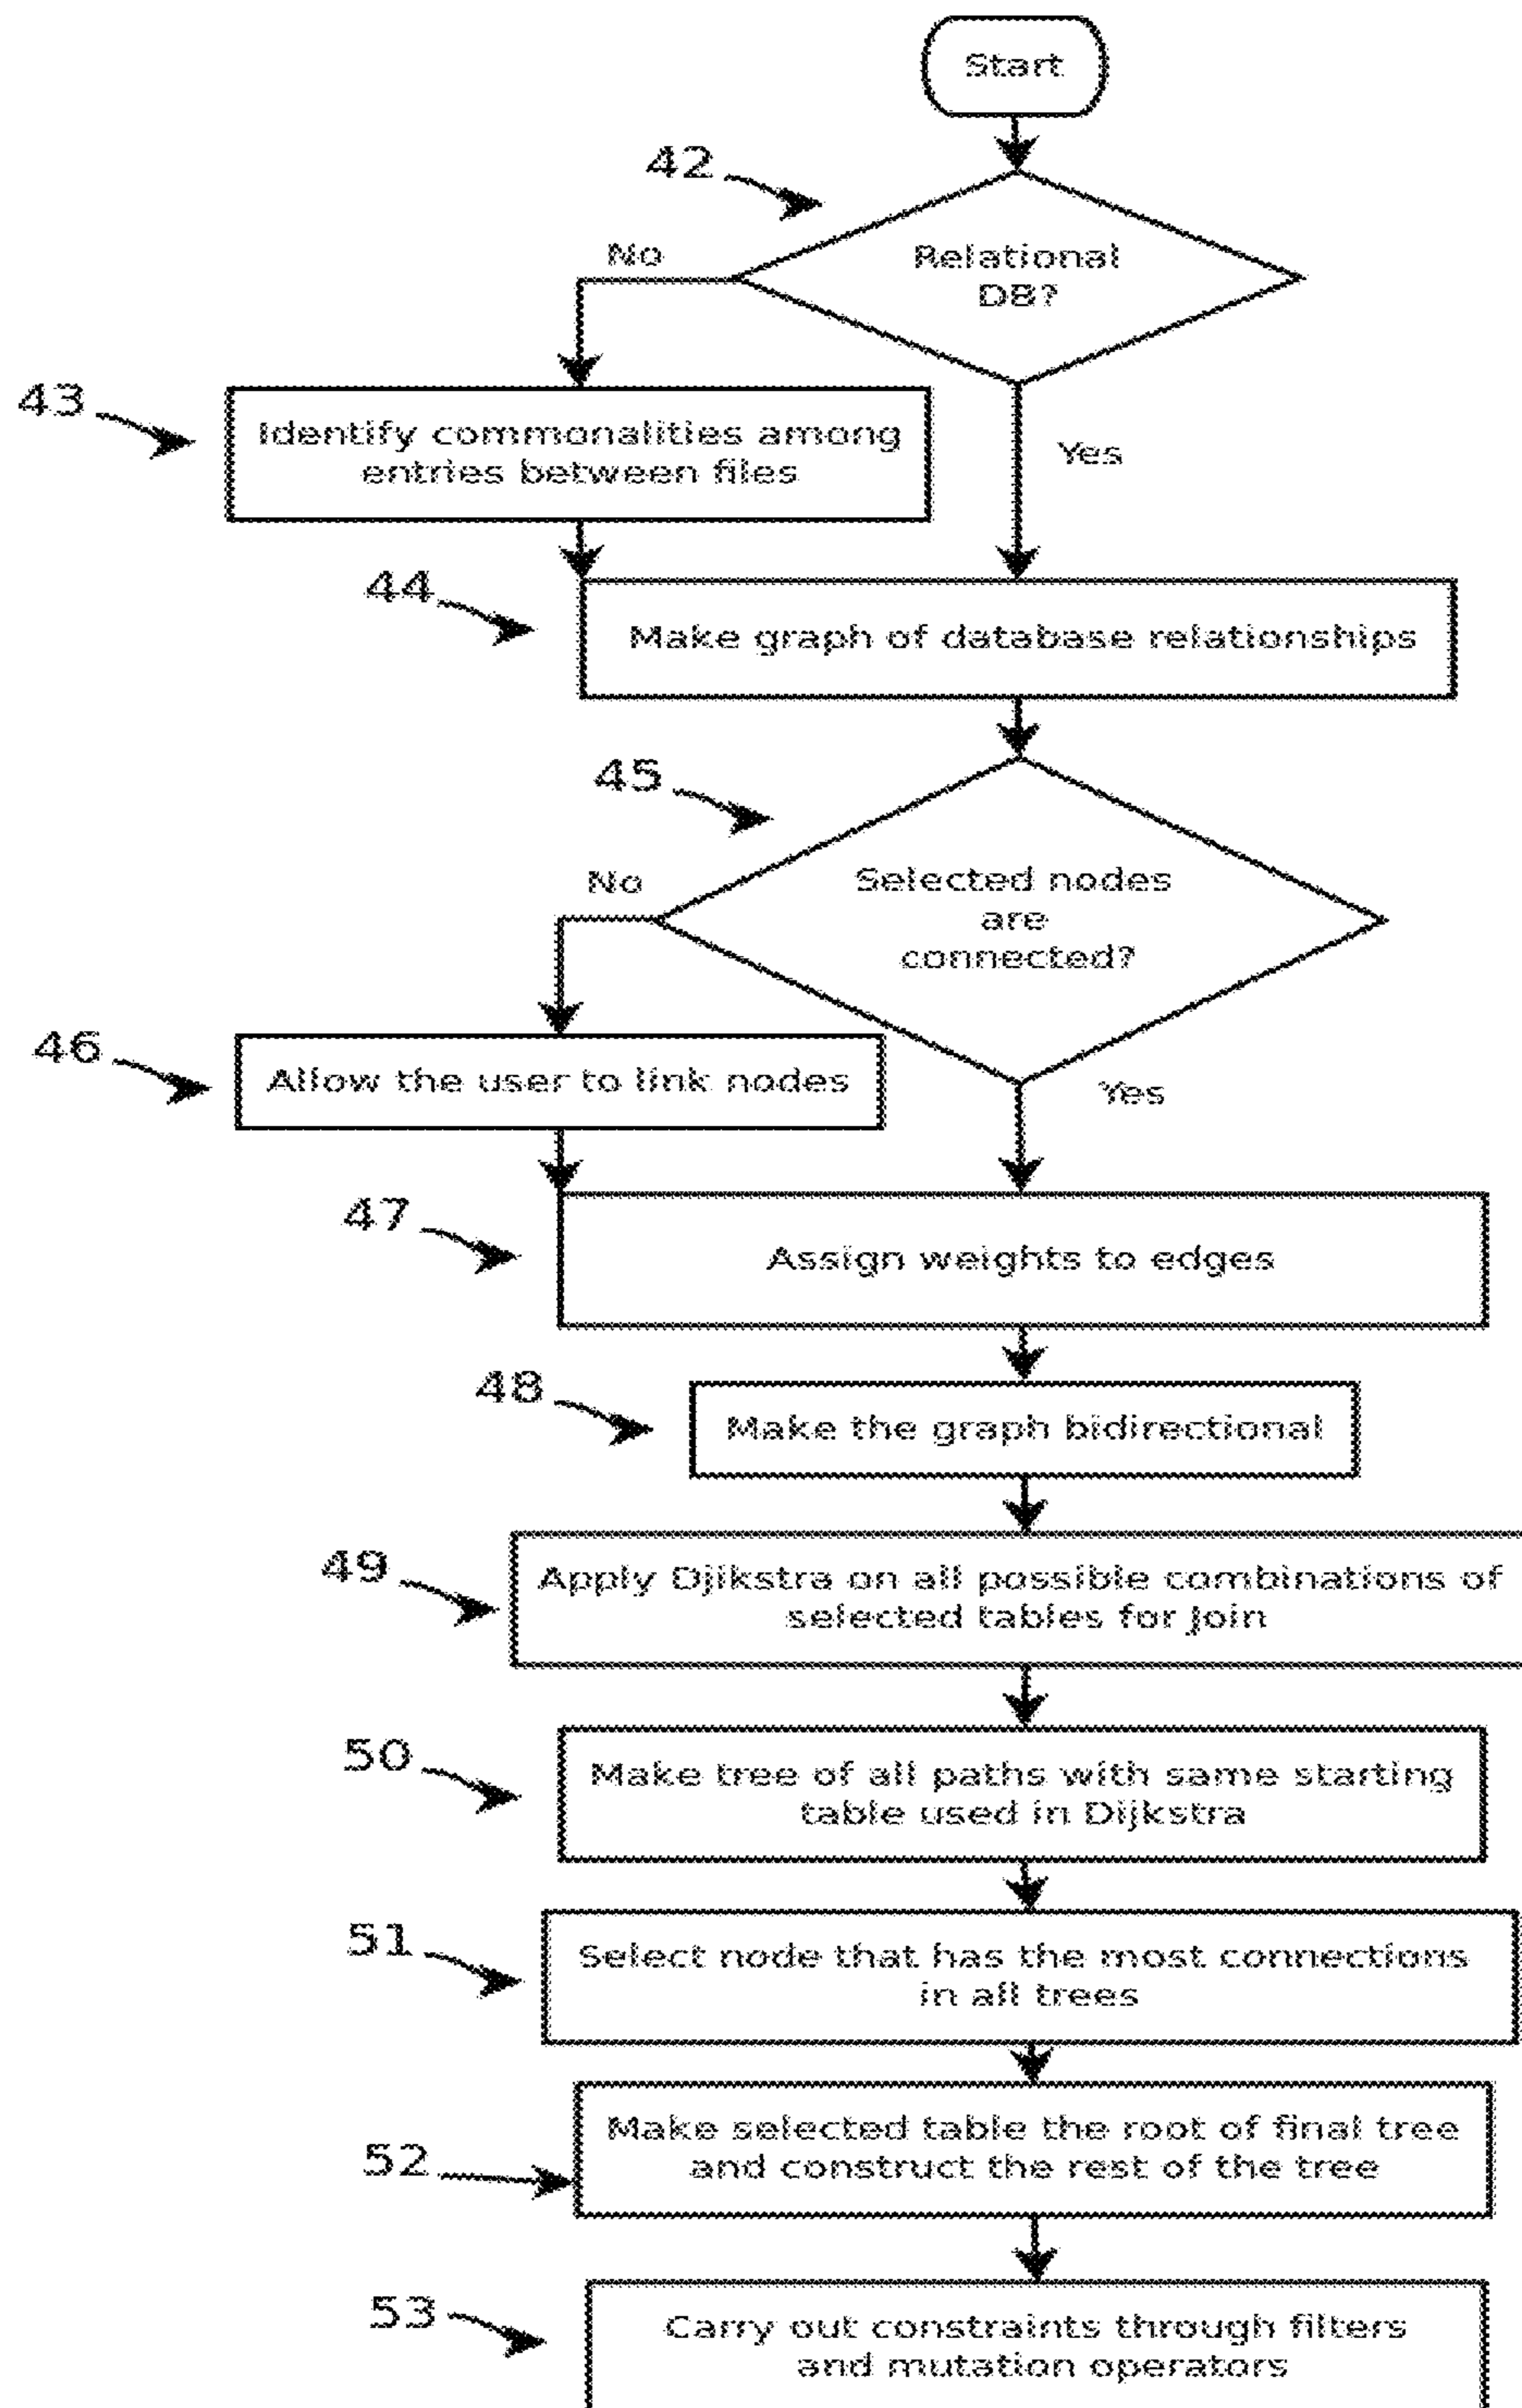 Start
42
Relational
DB?
No
Yes
43
Identify commonalities among
entries between files
44
Make graph of database relationships
45
Selected nodes
are
connected?
No
Yes
46
Allow the user to link nodes
47
Assign weights to edges
48
Make the graph bidirectional
49
Apply Djikstra on all possible combinations of
selected tables for Join
50
Make tree of all paths with same starting
table used in Dijkstra
51
Select node that has the most connections
in all trees
52
Make selected table the root of final tree
and construct the rest of the tree
53
Carry out constraints through filters
and mutation operators